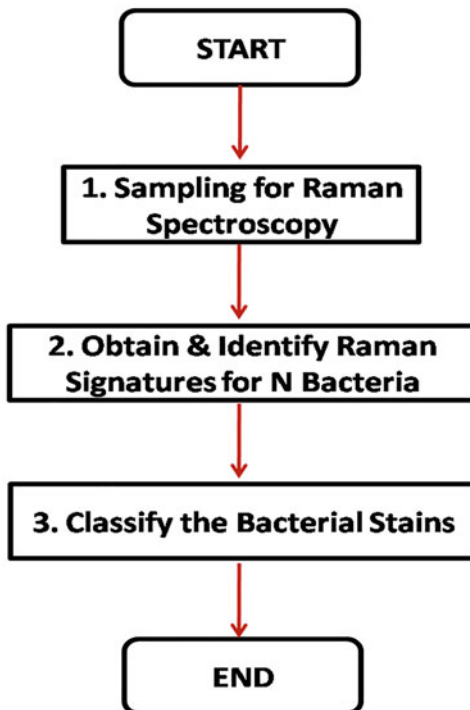 START
1. Sampling for Raman
Spectroscopy
2. Obtain & Identify Raman
Signatures for N Bacteria
3. Classify the Bacterial Stains
END